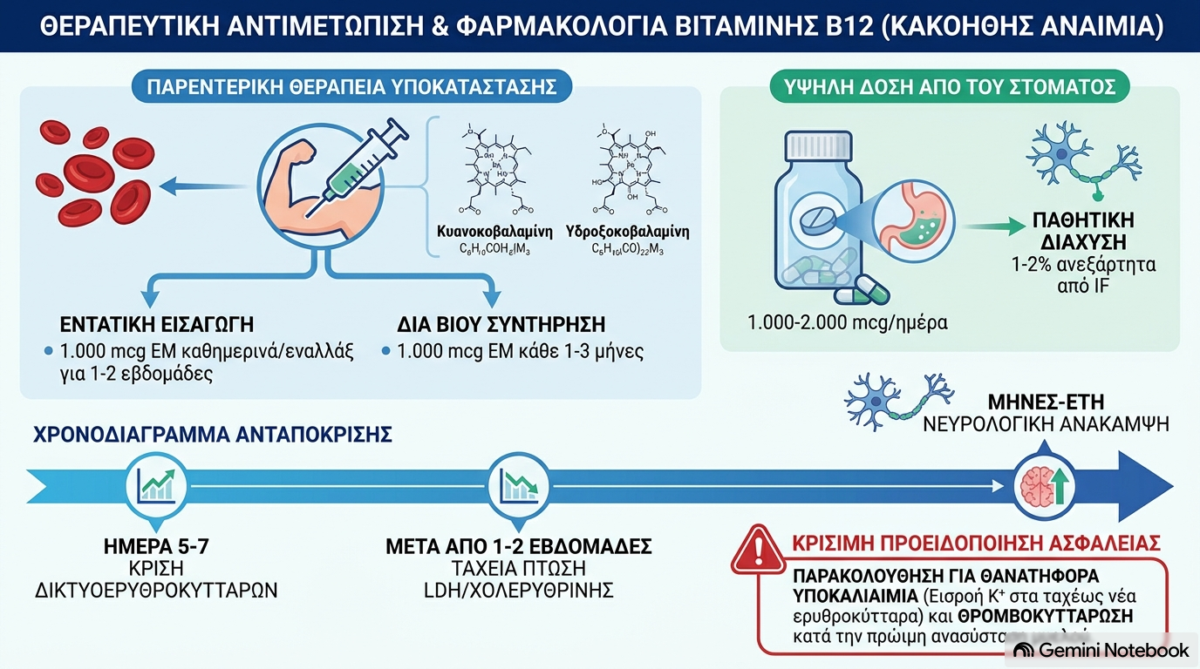 ΘΕΡΑΠΕΥΤΙΚΗ ΑΝΤΙΜΕΤΩΠΙΣΗ & ΦΑΡΜΑΚΟΛΟΓΙΑ ΒΙΤΑΜΙΝΗΣ Β12 (ΚΑΚΟΗΘΗΣ ΑΝΑΙΜΙΑ)
ΠΑΡΕΝΤΕΡΙΚΗ ΘΕΡΑΠΕΙΑ ΥΠΟΚΑΤΑΣΤΑΣΗΣ
Κυανοκοβαλαμίνη
Υδροξοκοβαλαμίνη
ΕΝΤΑΤΙΚΗ ΕΙΣΑΓΩΓΗ
• 1.000 mcg ΕΜ καθημερινά/εναλλάξ
για 1-2 εβδομάδες
ΔΙΑ ΒΙΟΥ ΣΥΝΤΗΡΗΣΗ
• 1.000 mcg ΕΜ κάθε 1-3 μήνες
ΥΨΗΛΗ ΔΟΣΗ ΑΠΟ ΤΟΥ ΣΤΟΜΑΤΟΣ
1.000-2.000 mcg/ημέρα
ΠΑΘΗΤΙΚΗ
ΔΙΑΧΥΣΗ
1-2% ανεξάρτητα
από IF
ΧΡΟΝΟΔΙΑΓΡΑΜΜΑ ΑΝΤΑΠΟΚΡΙΣΗΣ
ΗΜΕΡΑ 5-7
ΚΡΙΣΗ
ΔΙΚΤΥΟΕΡΥΘΡΟΚΥΤΤΑΡΩΝ
ΜΕΤΑ ΑΠΟ 1-2 ΕΒΔΟΜΑΔΕΣ
ΤΑΧΕΙΑ ΠΤΩΣΗ
LDH/ΧΟΛΕΡΥΘΡΙΝΗΣ
ΜΗΝΕΣ-ΕΤΗ
ΝΕΥΡΟΛΟΓΙΚΗ ΑΝΑΚΑΜΨΗ
ΚΡΙΣΙΜΗ ΠΡΟΕΙΔΟΠΟΙΗΣΗ ΑΣΦΑΛΕΙΑΣ
ΠΑΡΑΚΟΛΟΥΘΗΣΗ ΓΙΑ ΘΑΝΑΤΗΦΟΡΑ
ΥΠΟΚΑΛΙΑΙΜΙΑ (Εισροή K⁺ στα ταχέως νέα
ερυθροκύτταρα) και ΘΡΟΜΒΟΚΥΤΤΑΡΩΣΗ
κατά την πρώιμη
Gemini Notebook